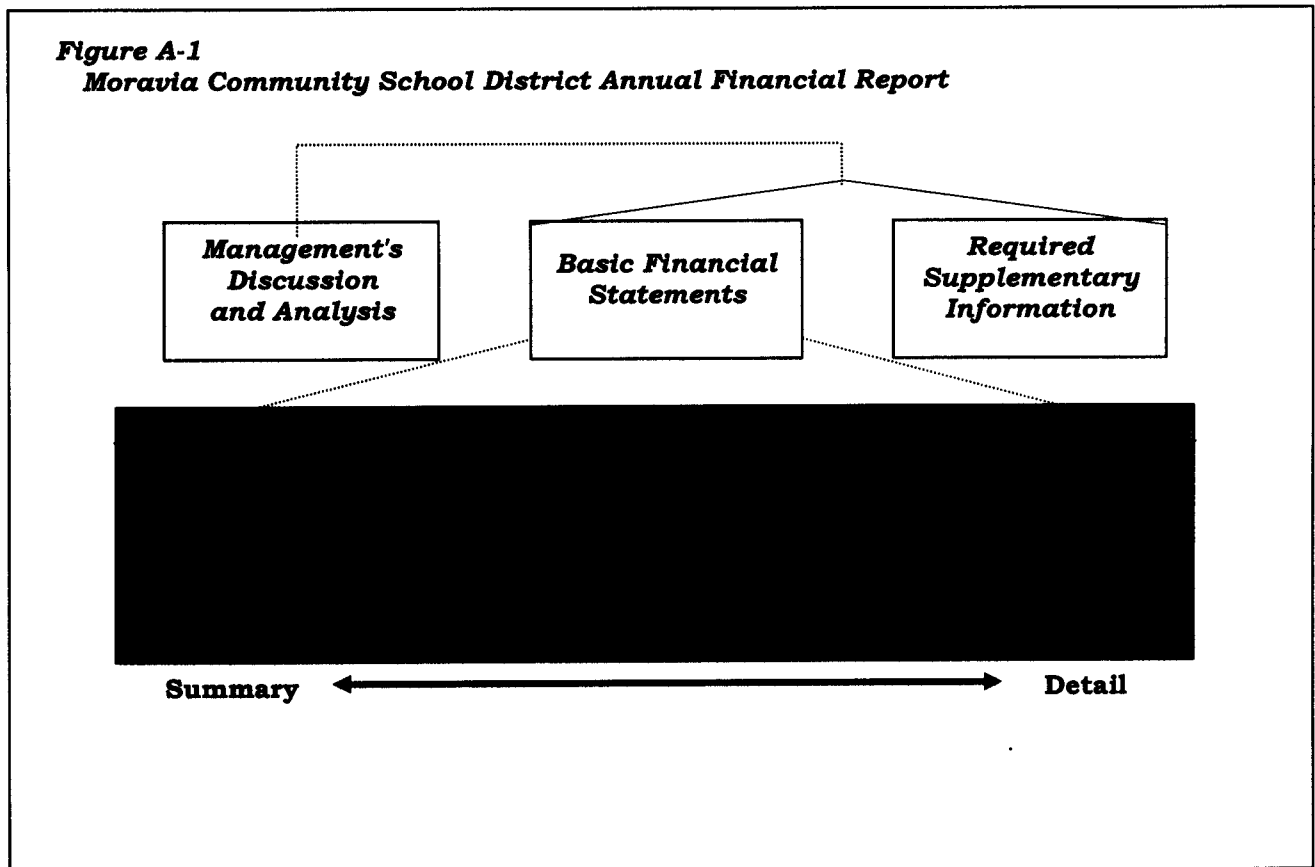 Figure A-1
Moravia Community School District Annual Financial Report
Management's
Discussion
and Analysis
Basic Financial
Statements
Required
Supplementary
Information
Summary
Detail